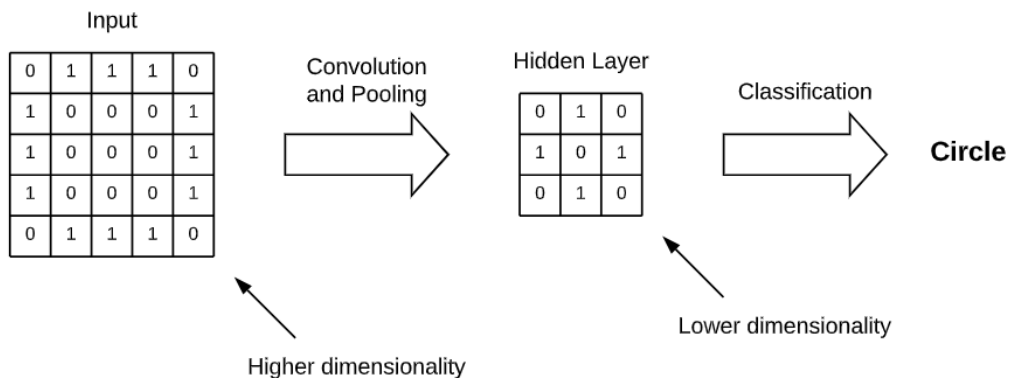 Input
0 1 1 1 0
1 0 0 0 1
1 0 0 0 1
1 0 0 0 1
0 1 1 1 0
Higher dimensionality
Convolution
and Pooling
Hidden Layer
0 1 0
1 0 1
0 1 0
Lower dimensionality
Classification
Circle